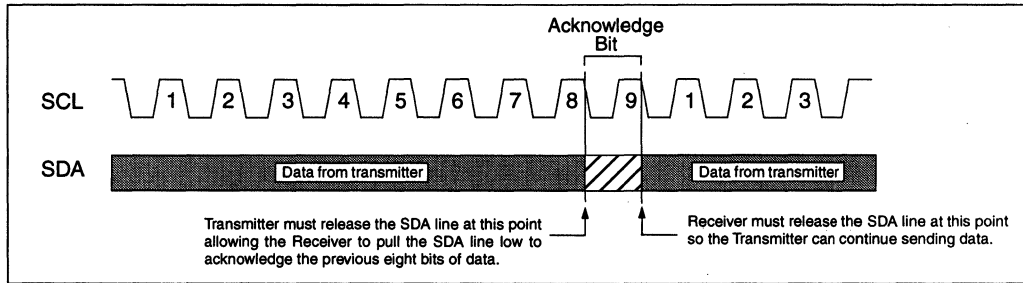 Acknowledge
Bit
SCL 1 2 3 4 5 6 7 8 9 1 2 3
SDA Data from transmitter Data from transmitter
Transmitter must release the SDA line at this point
allowing the Receiver to pull the SDA line low to
acknowledge the previous eight bits of data.
Receiver must release the SDA line at this point
so the Transmitter can continue sending data.